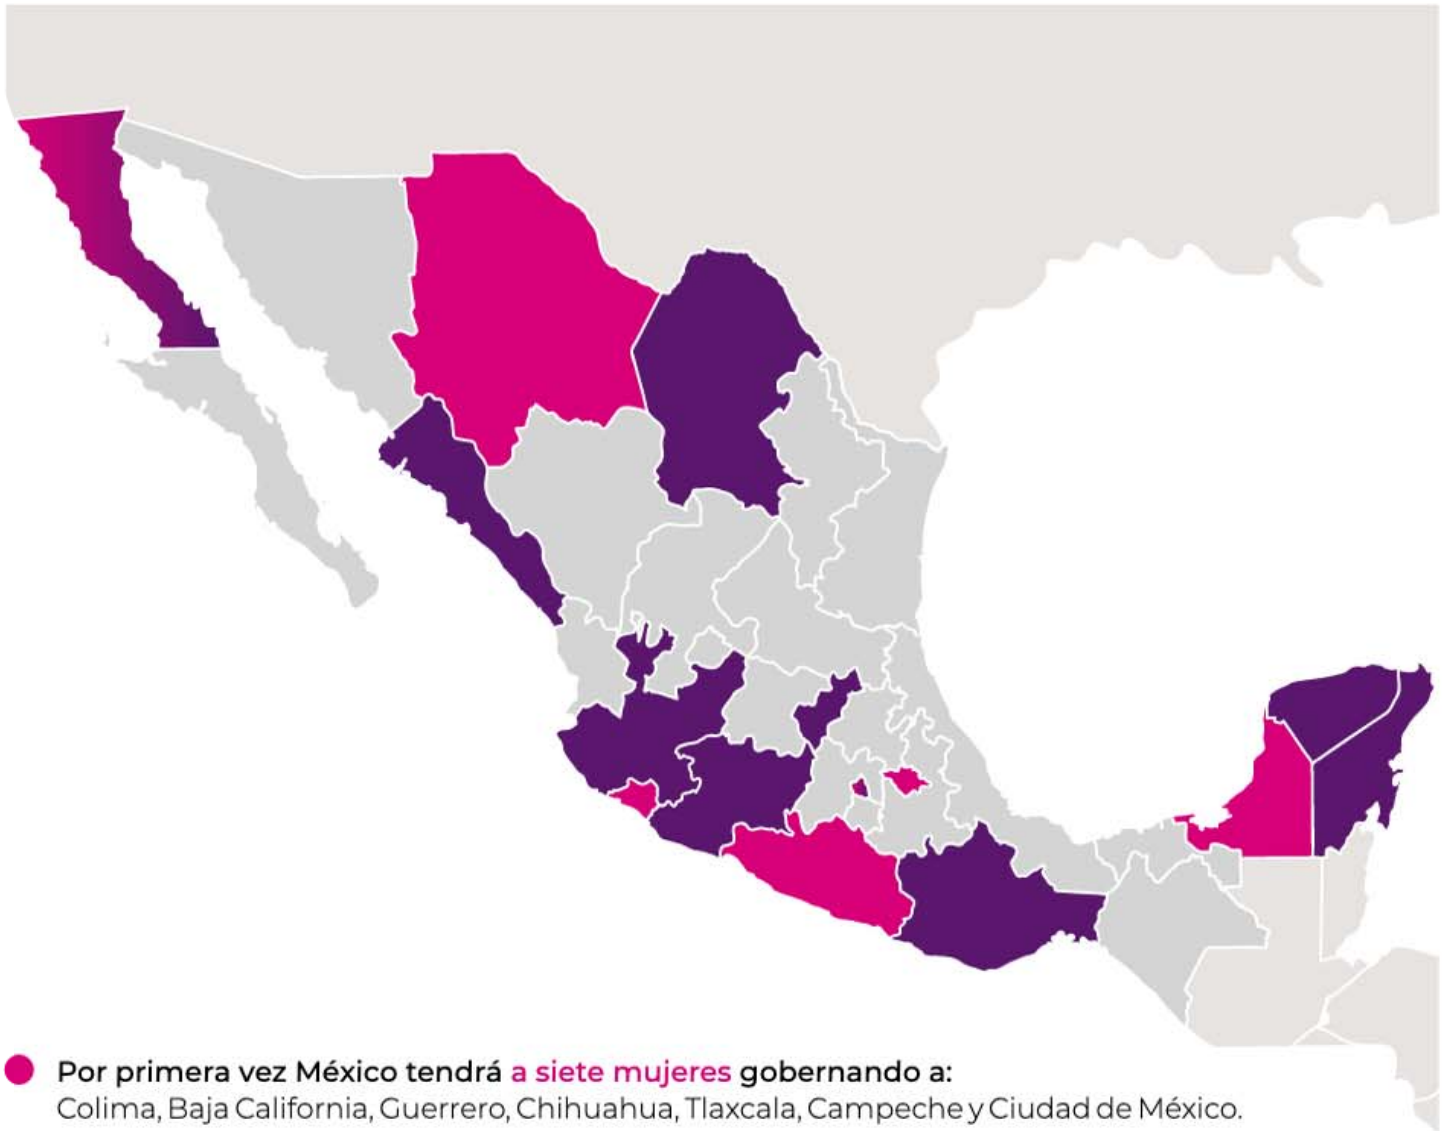 Por primera vez México tendrá a siete mujeres gobernando a:
Colima, Baja California, Guerrero, Chihuahua, Tlaxcala, Campeche y Ciudad de México.